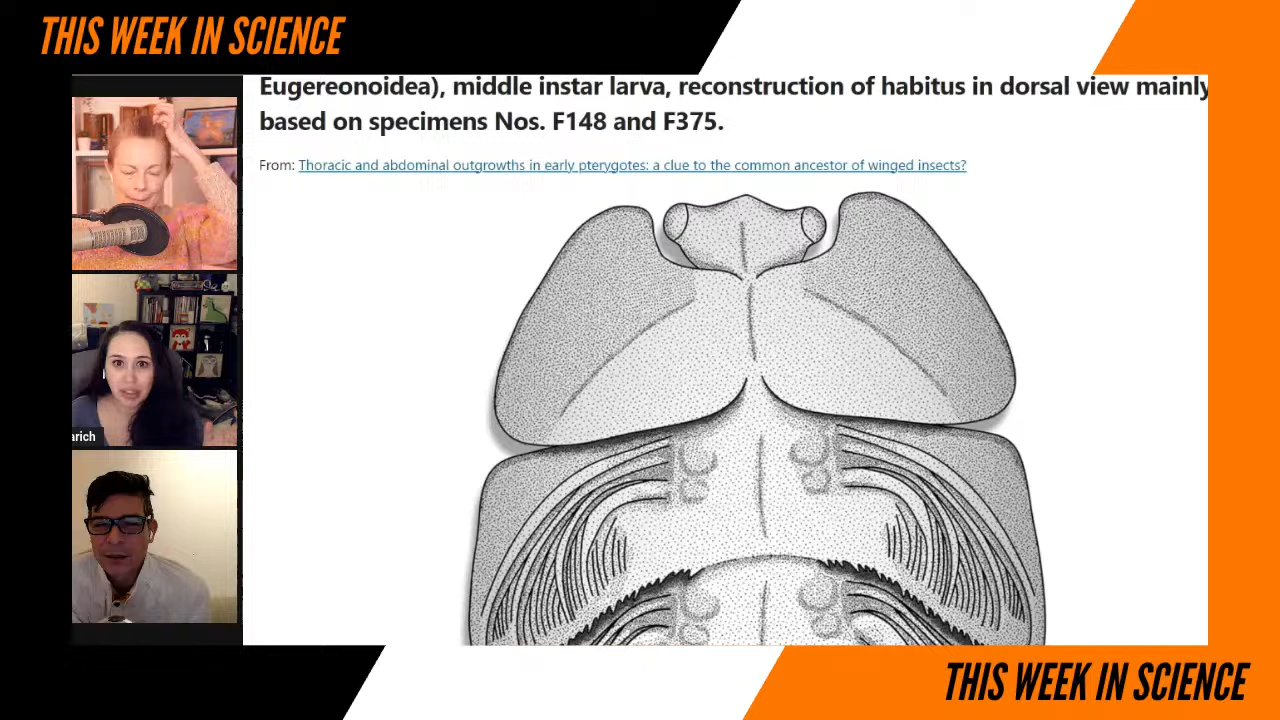 THIS WEEK IN SCIENCE
Eugereonoidea), middle instar larva, reconstruction of habitus in dorsal view mainly
based on specimens Nos. F148 and F375.
From: Thoracic and abdominal outgrowths in early pterygotes: a clue to the common ancestor of winged insects?
arich
THIS WEEK IN SCIENCE